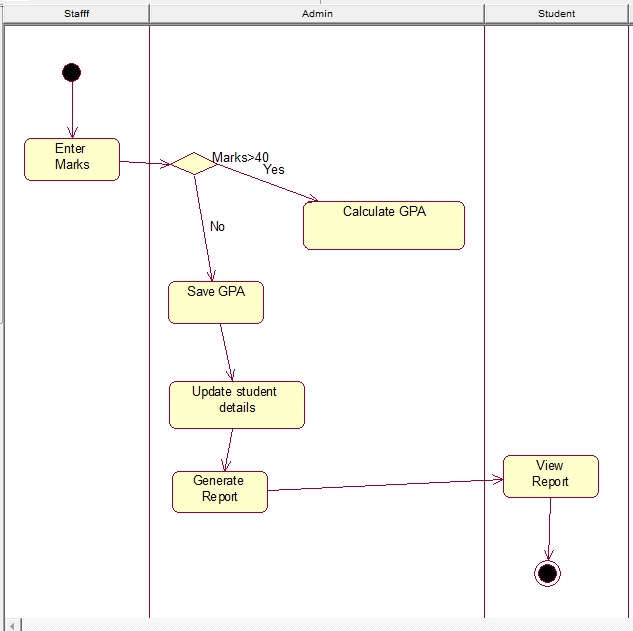 Stafff
Admin
Student
Enter
Marks
Marks>40
Yes
Calculate GPA
No
Save GPA
Update student
details
Generate
Report
View
Report